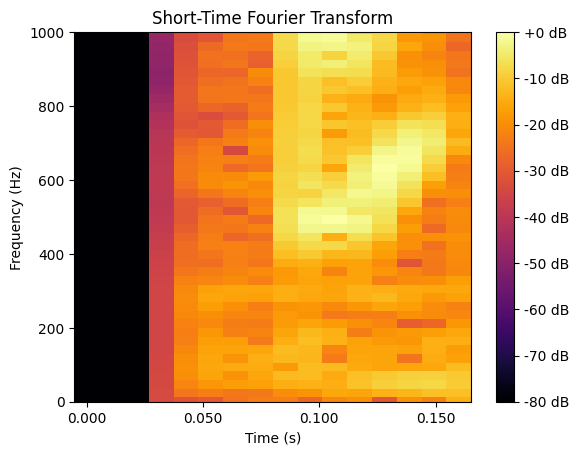 Short-Time Fourier Transform
Frequency (Hz)
1000
800
600
400
200
0
0.000
0.050
0.100
0.150
Time (s)
+0 dB
-10 dB
-20 dB
-30 dB
-40 dB
-50 dB
-60 dB
-70 dB
-80 dB